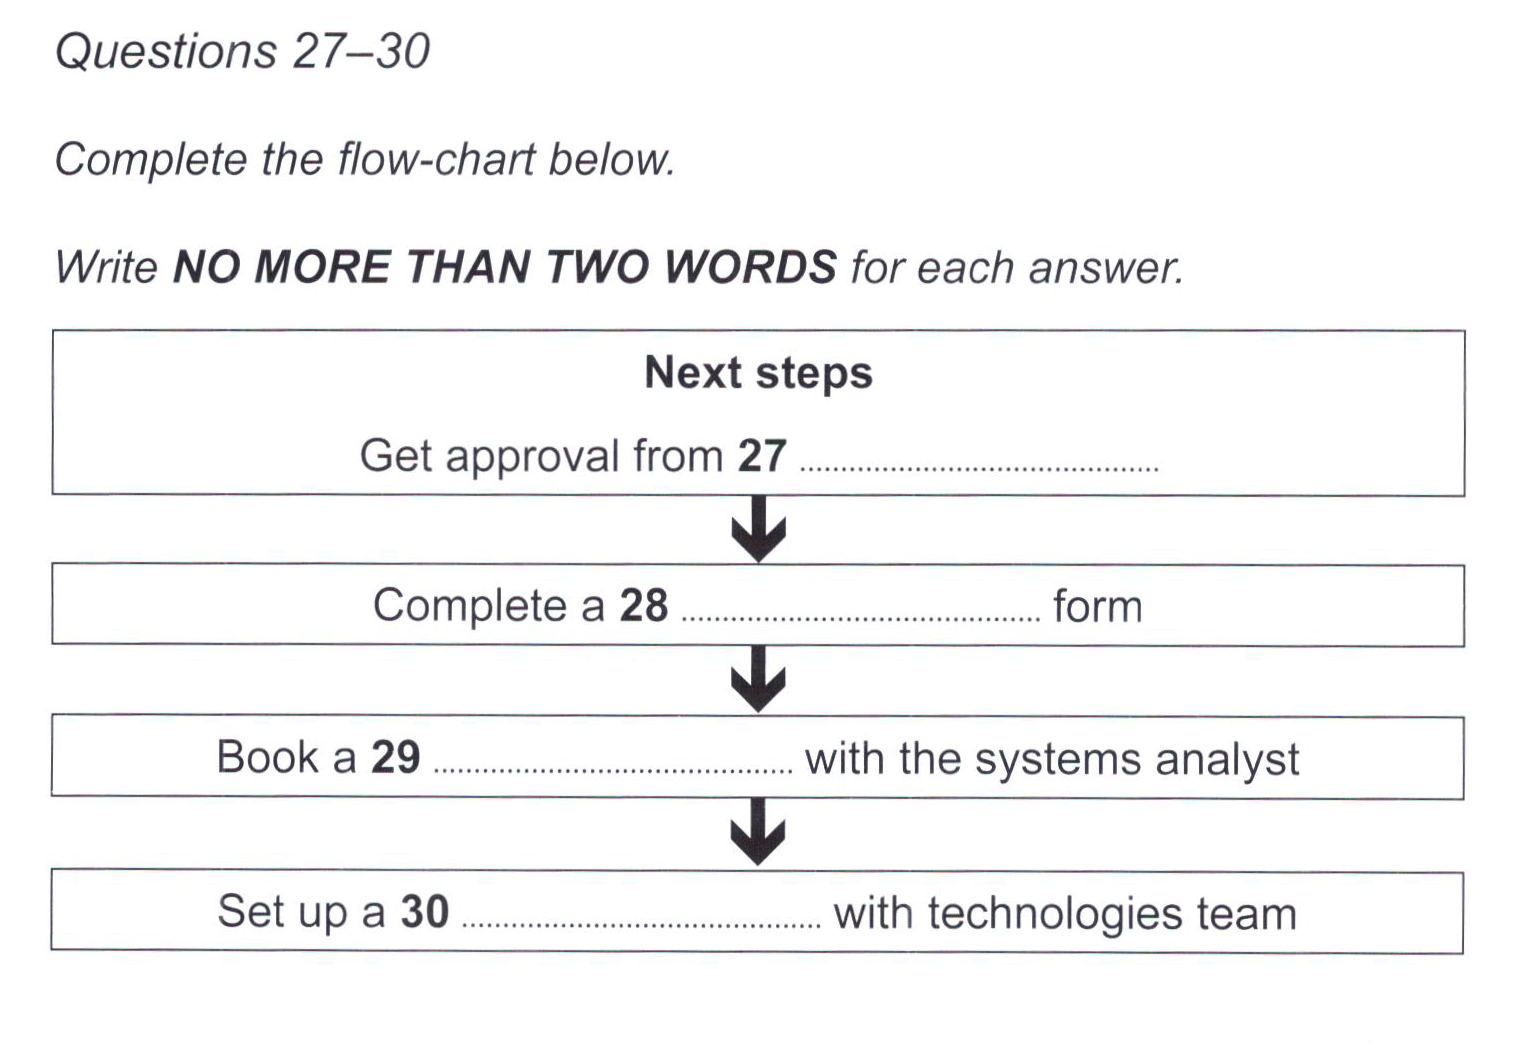 Questions 27–30
Complete the flow-chart below.
Write NO MORE THAN TWO WORDS for each answer.
Next steps
Get approval from 27 ............................................
Complete a 28 ............................................ form
Book a 29 ............................................ with the systems analyst
Set up a 30 ............................................ with technologies team